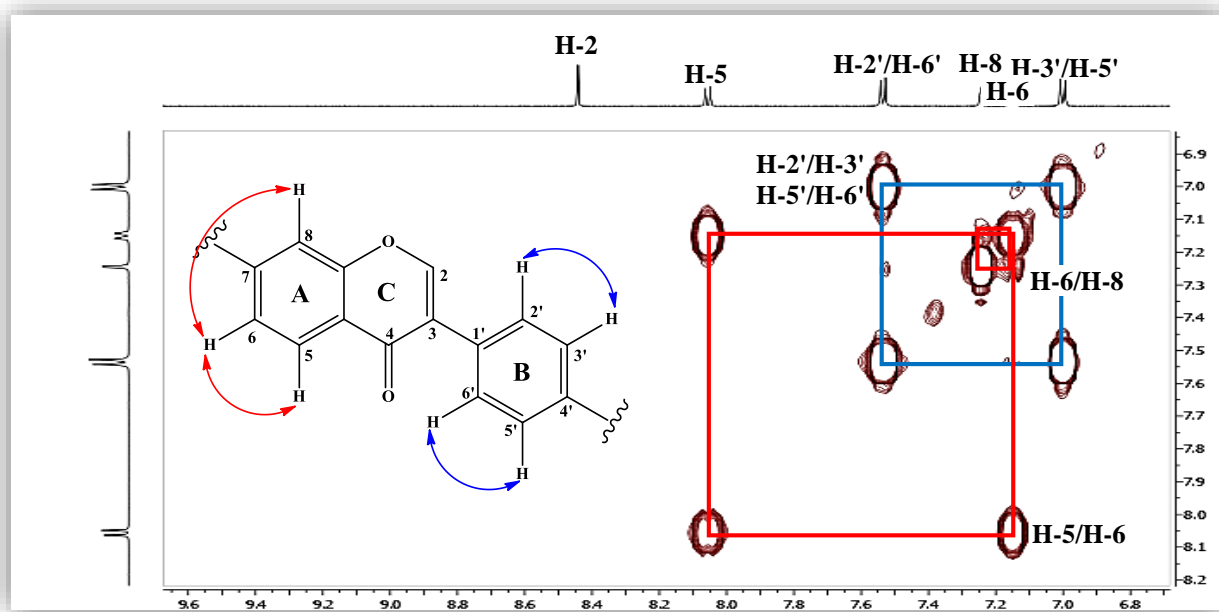 H-2
H-5
H-2'/H-6'
H-8
H-3'/H-5'
H-6
H-2'/H-3'
H-5'/H-6'
H-6/H-8
H-5/H-6
H
8
O
7
A
C
2
H
H
6
5
4
3
1'
2'
3'
H
H
O
6'
B
4'
H
5'
H
6.9
7.0
7.1
7.2
7.3
7.4
7.5
7.6
7.7
7.8
7.9
8.0
8.1
8.2
9.6 9.4 9.2 9.0 8.8 8.6 8.4 8.2 8.0 7.8 7.6 7.4 7.2 7.0 6.8